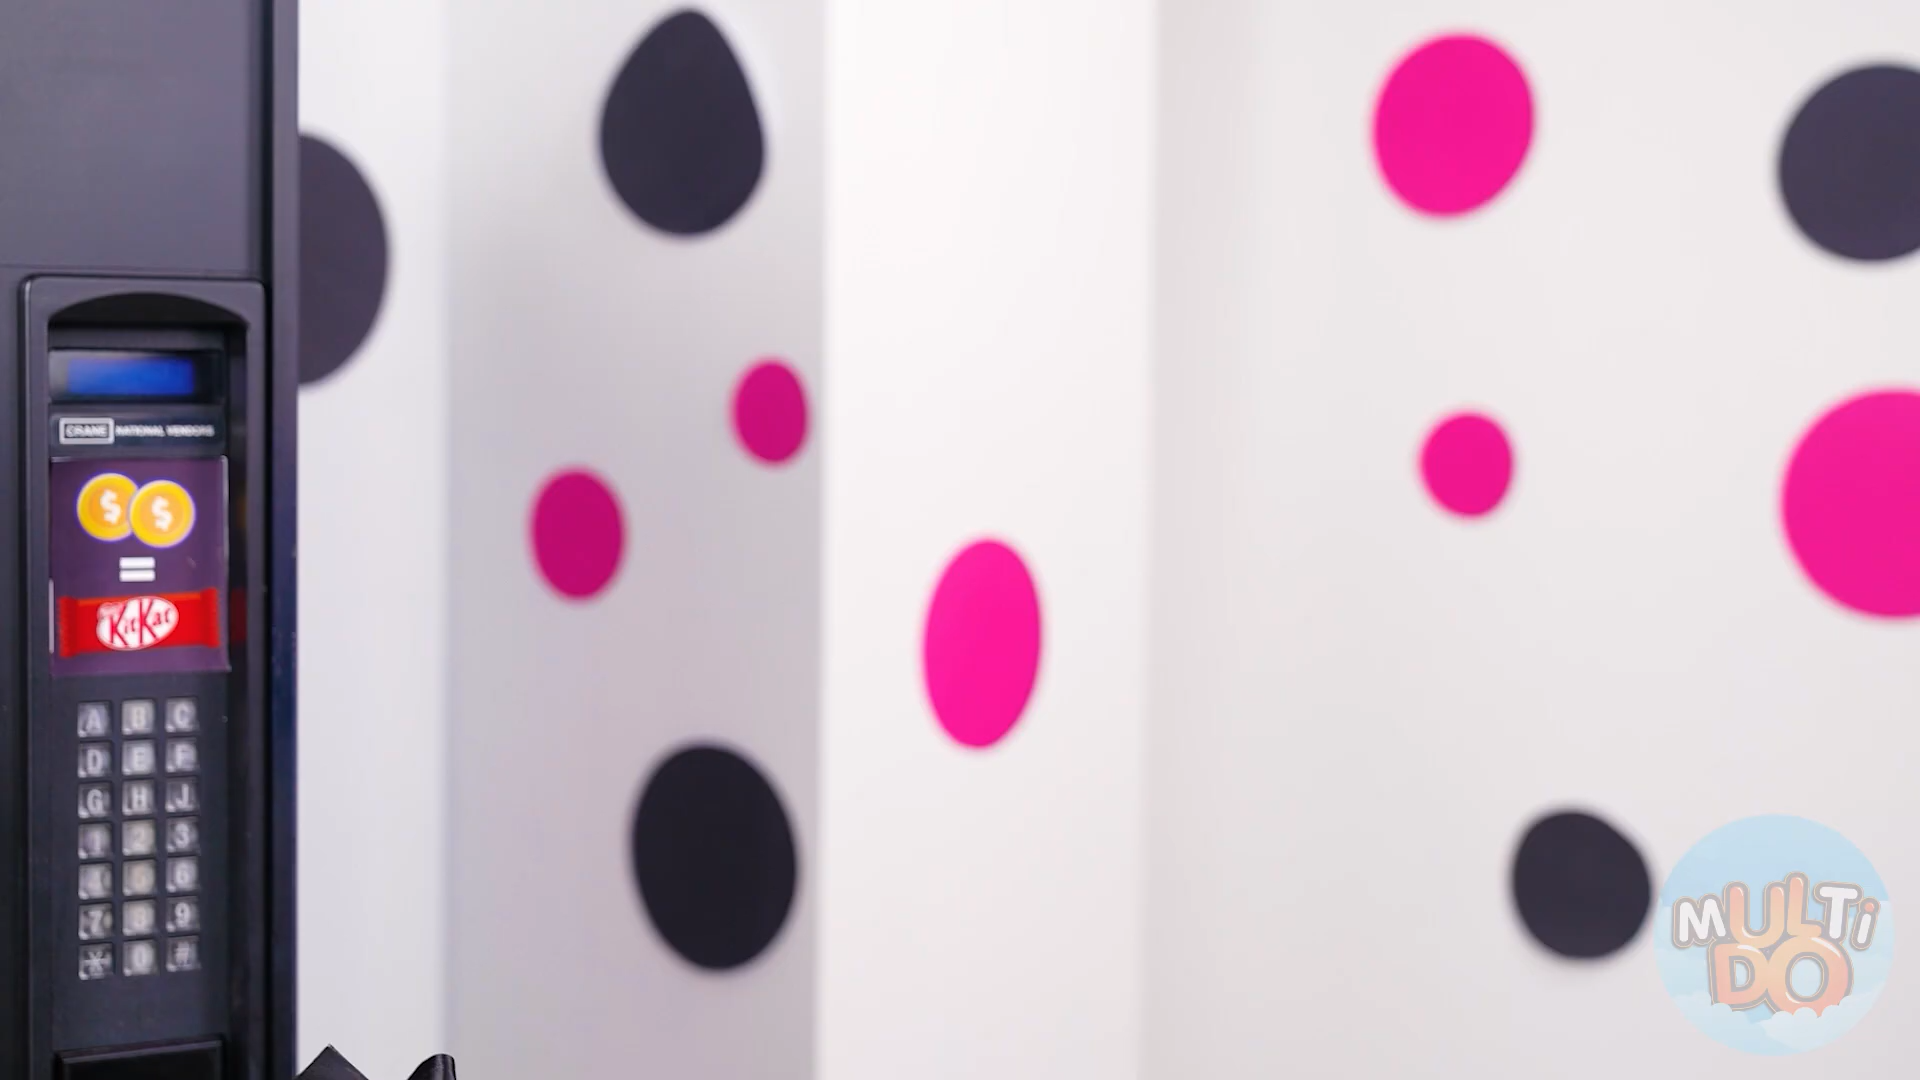 CRANE NATIONAL VENDORS
$ $
=
KitKat
A B C
D E F
G H J
1 2 3
4 5 6
7 8 9
* 0 #
MULTi
DO